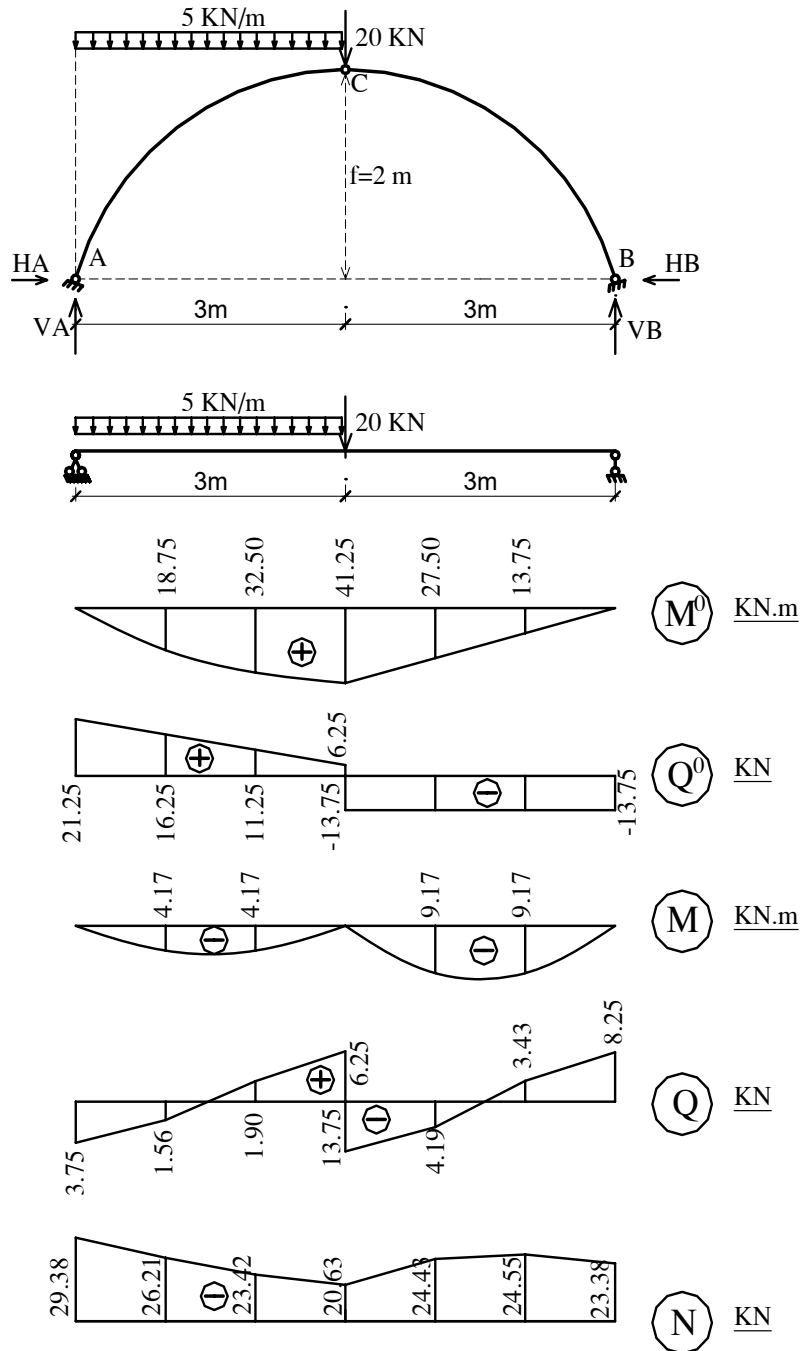 5 KN/m
20 KN
C
f=2 m
A
B
HA
HB
3m
3m
VA
VB
5 KN/m
20 KN
3m
3m
18.75
32.50
41.25
27.50
13.75
M⁰
KN.m
6.25
Q⁰
KN
21.25
16.25
11.25
-13.75
-13.75
4.17
4.17
9.17
9.17
M
KN.m
6.25
3.43
8.25
Q
KN
3.75
1.56
1.90
13.75
4.19
29.38
26.21
23.42
20.63
24.43
24.55
23.38
N
KN